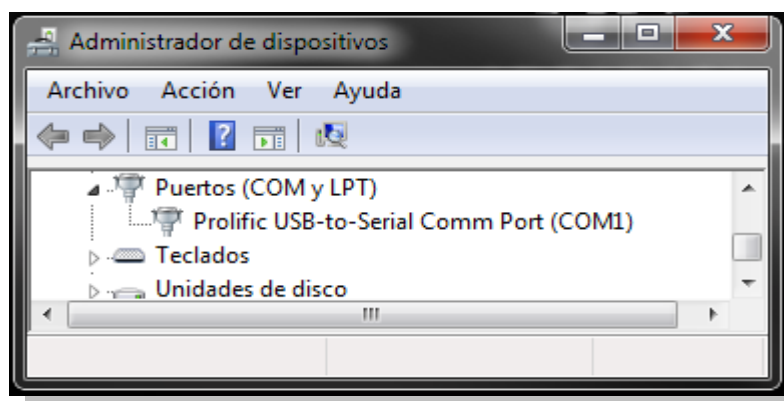 Administrador de dispositivos
Archivo Acción Ver Ayuda
Puertos (COM y LPT)
Prolific USB-to-Serial Comm Port (COM1)
Teclados
Unidades de disco